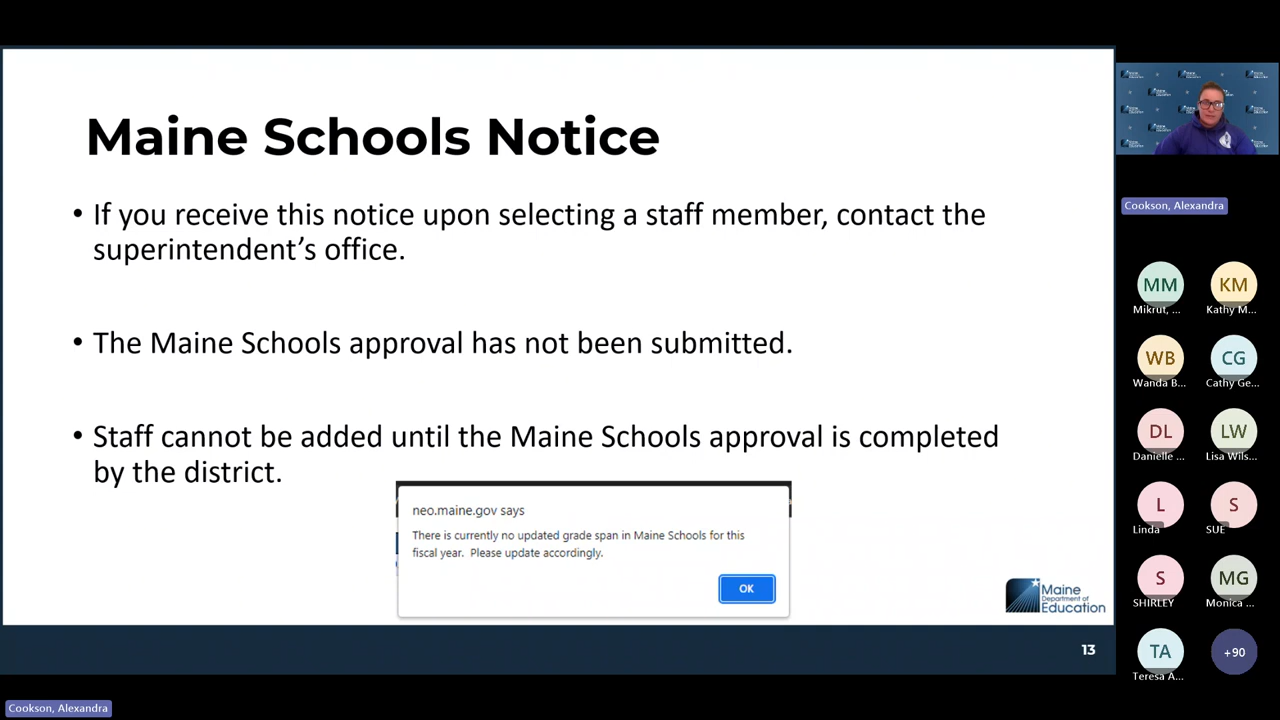 Maine Schools Notice
• If you receive this notice upon selecting a staff member, contact the
superintendent’s office.
• The Maine Schools approval has not been submitted.
• Staff cannot be added until the Maine Schools approval is completed
by the district.
neo.maine.gov says
There is currently no updated grade span in Maine Schools for this
fiscal year. Please update accordingly.
OK
Maine
Department of
Education
13
Cookson, Alexandra
MM
Mikrut, ...
KM
Kathy M...
WB
Wanda B...
CG
Cathy Ge...
DL
Danielle ...
LW
Lisa Wils...
L
Linda
S
SUE
S
SHIRLEY
MG
Monica ...
TA
Teresa A...
+90
Cookson, Alexandra